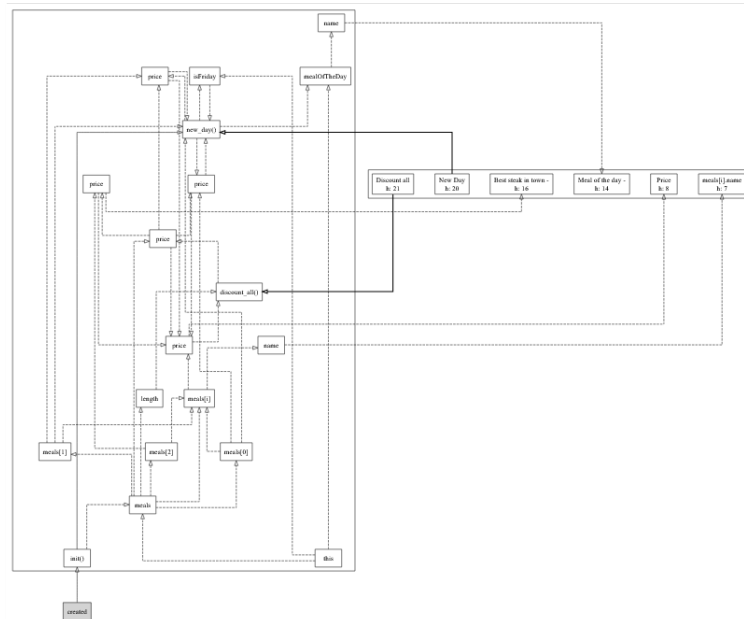 name
price
isFriday
mealOfTheDay
new_day()
price
price
Discount all
h: 21
New Day
h: 20
Best steak in town -
h: 16
Meal of the day -
h: 14
Price
h: 8
meals[i].name
h: 7
price
discount_all()
price
name
length
meals[i]
meals[1]
meals[2]
meals[0]
meals
init()
this
created